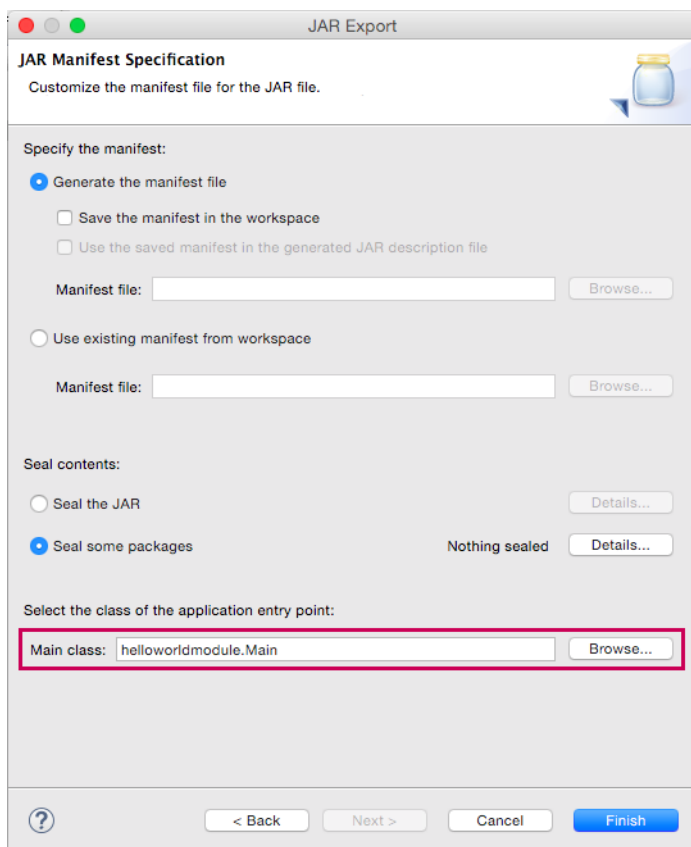 JAR Export
JAR Manifest Specification
Customize the manifest file for the JAR file.
Specify the manifest:
Generate the manifest file
Save the manifest in the workspace
Use the saved manifest in the generated JAR description file
Manifest file: Browse...
Use existing manifest from workspace
Manifest file: Browse...
Seal contents:
Seal the JAR Details...
Seal some packages Nothing sealed Details...
Select the class of the application entry point:
Main class: helloworldmodule.Main Browse...
? < Back Next > Cancel Finish